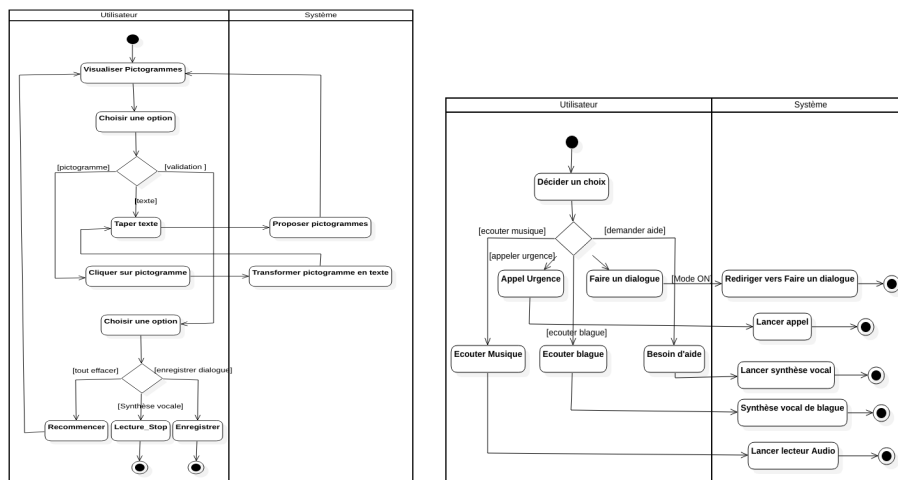 Utilisateur
Système
Visualiser Pictogrammes
Choisir une option
[pictogramme]
[validation ]
[texte]
Taper texte
Proposer pictogrammes
Cliquer sur pictogramme
Transformer pictogramme en texte
Choisir une option
[tout effacer]
[enregistrer dialogue]
[Synthèse vocale]
Recommencer
Lecture_Stop
Enregistrer
Utilisateur
Système
Décider un choix
[ecouter musique]
[demander aide]
[appeler urgence]
Appel Urgence
Faire un dialogue
[Mode ON]
Rediriger vers Faire un dialogue
Lancer appel
[ecouter blague]
Ecouter Musique
Ecouter blague
Besoin d'aide
Lancer synthèse vocal
Synthèse vocal de blague
Lancer lecteur Audio